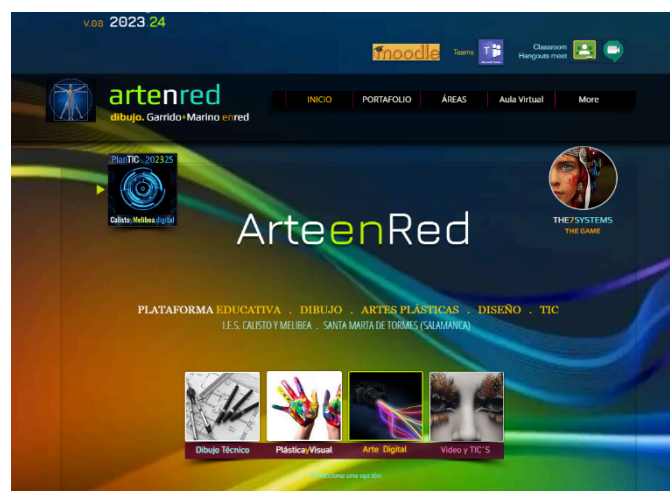 V.08 2023.24
moodle
Teams
Classroom
Hangouts meet
artenred
dibujo. Garrido+Marino enred
INICIO
PORTAFOLIO
ÁREAS
Aula Virtual
More
PlanTIC 202325
CalistoyMelibea.digital
THE7SYSTEMS
THE GAME
ArteenRed
PLATAFORMA EDUCATIVA . DIBUJO . ARTES PLÁSTICAS . DISEÑO . TIC
I.E.S. CALISTO Y MELIBEA . SANTA MARTA DE TORMES (SALAMANCA)
Dibujo Técnico
PlásticayVisual
Arte Digital
Video y TIC´S
Seleccione una opción